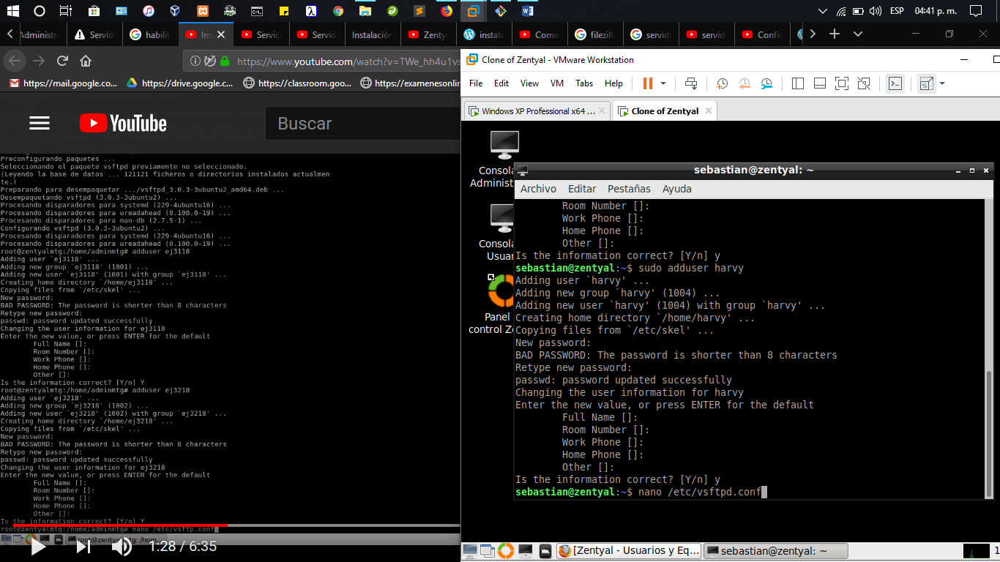 ESP 04:41 p. m.
Administra Servid habilit Ins Servici Servid Instalación Zenty instala Como filezilla servid servido Config
https://www.youtube.com/watch?v=TWe_hh4u1vs
https://mail.google.co... https://drive.google.c... https://classroom.goo... https://examenesonlin
YouTube
Buscar
Preconfigurando paquetes ...
Seleccionando el paquete vsftpd previamente no seleccionado.
(Leyendo la base de datos ... 121121 ficheros o directorios instalados actualmen
te.)
Preparando para desempaquetar .../vsftpd_3.0.3-3ubuntu2_amd64.deb ...
Desempaquetando vsftpd (3.0.3-3ubuntu2) ...
Procesando disparadores para systemd (229-4ubuntu16) ...
Procesando disparadores para ureadahead (0.100.0-19) ...
Procesando disparadores para man-db (2.7.5-1) ...
Configurando vsftpd (3.0.3-3ubuntu2) ...
Procesando disparadores para systemd (229-4ubuntu16) ...
Procesando disparadores para ureadahead (0.100.0-19) ...
root@zentyalmtg:/home/adminmtg# adduser ej3118
Adding user `ej3118' ...
Adding new group `ej3118' (1001) ...
Adding new user `ej3118' (1001) with group `ej3118' ...
Creating home directory `/home/ej3118' ...
Copying files from `/etc/skel' ...
New password:
BAD PASSWORD: The password is shorter than 8 characters
Retype new password:
passwd: password updated successfully
Changing the user information for ej3118
Enter the new value, or press ENTER for the default
Full Name []:
Room Number []:
Work Phone []:
Home Phone []:
Other []:
Is the information correct? [Y/n] Y
root@zentyalmtg:/home/adminmtg# adduser ej3218
Adding user `ej3218' ...
Adding new group `ej3218' (1002) ...
Adding new user `ej3218' (1002) with group `ej3218' ...
Creating home directory `/home/ej3218' ...
Copying files from `/etc/skel' ...
New password:
BAD PASSWORD: The password is shorter than 8 characters
Retype new password:
passwd: password updated successfully
Changing the user information for ej3218
Enter the new value, or press ENTER for the default
Full Name []:
Room Number []:
Work Phone []:
Home Phone []:
Other []:
Is the information correct? [Y/n] Y
root@zentyalmtg:/home/adminmtg# nano /etc/vsftp.conf
1:28 / 6:35
Clone of Zentyal - VMware Workstation
File Edit View VM Tabs Help
Windows XP Professional x64 ... Clone of Zentyal
Consola
Administ
Consola
Usua
Panel
control Ze
sebastian@zentyal: ~
Archivo Editar Pestañas Ayuda
Room Number []:
Work Phone []:
Home Phone []:
Other []:
Is the information correct? [Y/n] y
sebastian@zentyal:~$ sudo adduser harvy
Adding user `harvy' ...
Adding new group `harvy' (1004) ...
Adding new user `harvy' (1004) with group `harvy' ...
Creating home directory `/home/harvy' ...
Copying files from `/etc/skel' ...
New password:
BAD PASSWORD: The password is shorter than 8 characters
Retype new password:
passwd: password updated successfully
Changing the user information for harvy
Enter the new value, or press ENTER for the default
Full Name []:
Room Number []:
Work Phone []:
Home Phone []:
Other []:
Is the information correct? [Y/n] y
sebastian@zentyal:~$ nano /etc/vsftpd.conf
[Zentyal - Usuarios y Eq... sebastian@zentyal: ~ 1